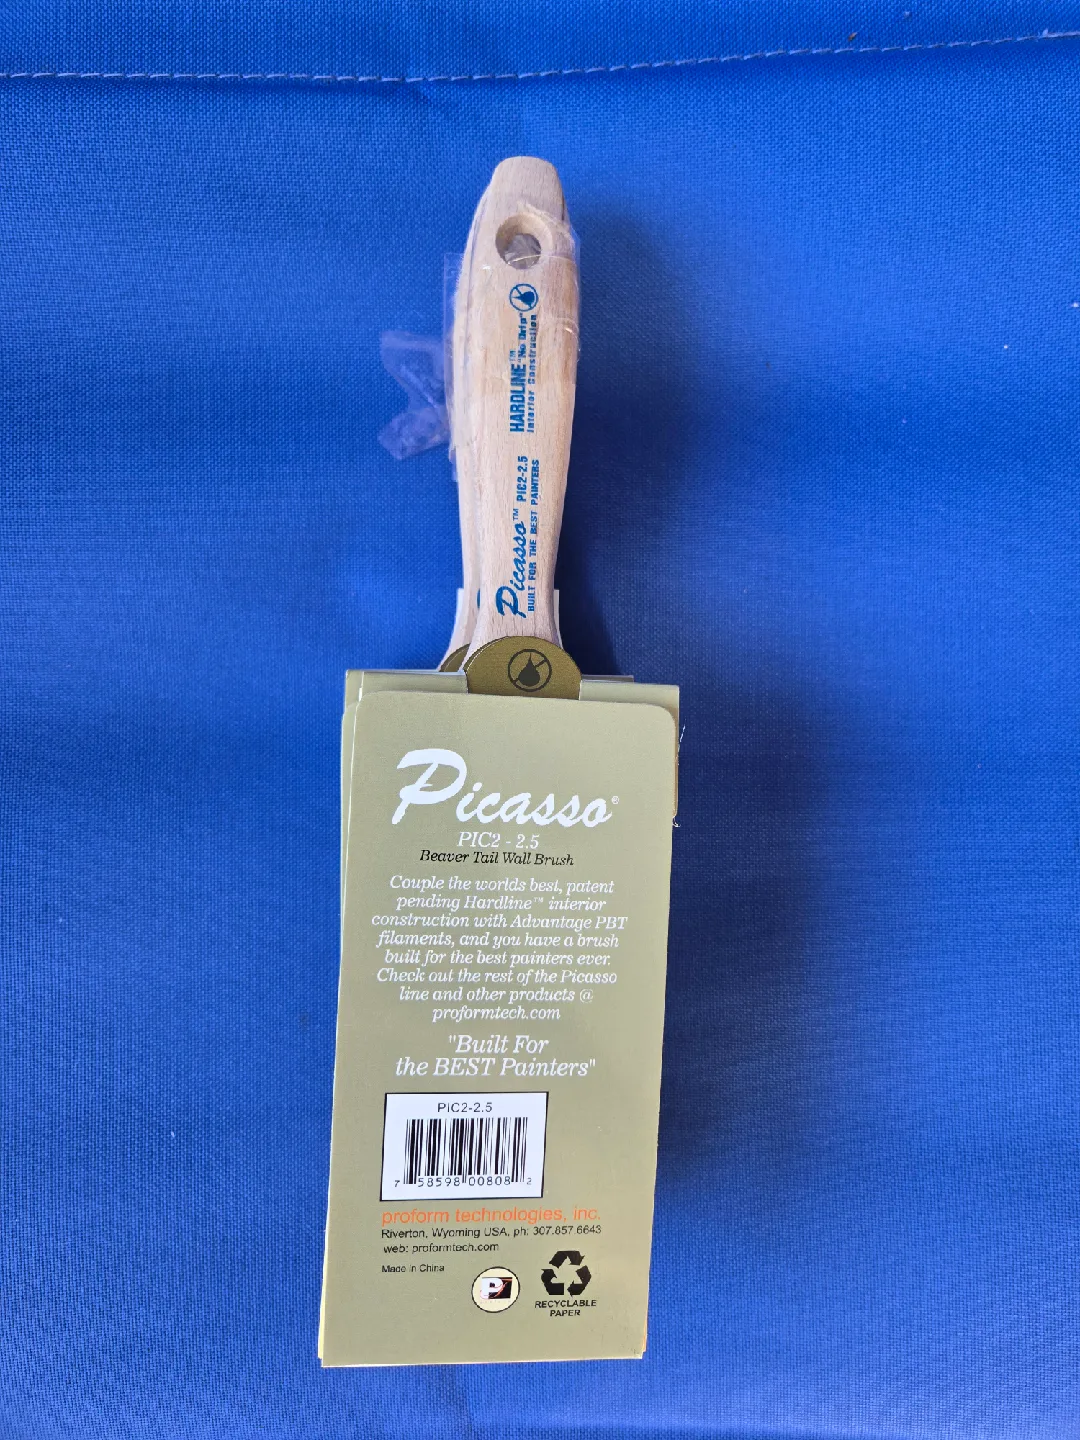 HARDLINE™ "No Drip"
Interior Construction
Picasso™ PIC2-2.5
BUILT FOR THE BEST PAINTERS
Picasso®
PIC2 - 2.5
Beaver Tail Wall Brush
Couple the worlds best, patent
pending Hardline™ interior
construction with Advantage PBT
filaments, and you have a brush
built for the best painters ever.
Check out the rest of the Picasso
line and other products @
proformtech.com
"Built For
the BEST Painters"
PIC2-2.5
7 58598 00808 2
proform technologies, inc.
Riverton, Wyoming USA, ph: 307.857.6643
web: proformtech.com
Made in China
P
RECYCLABLE
PAPER